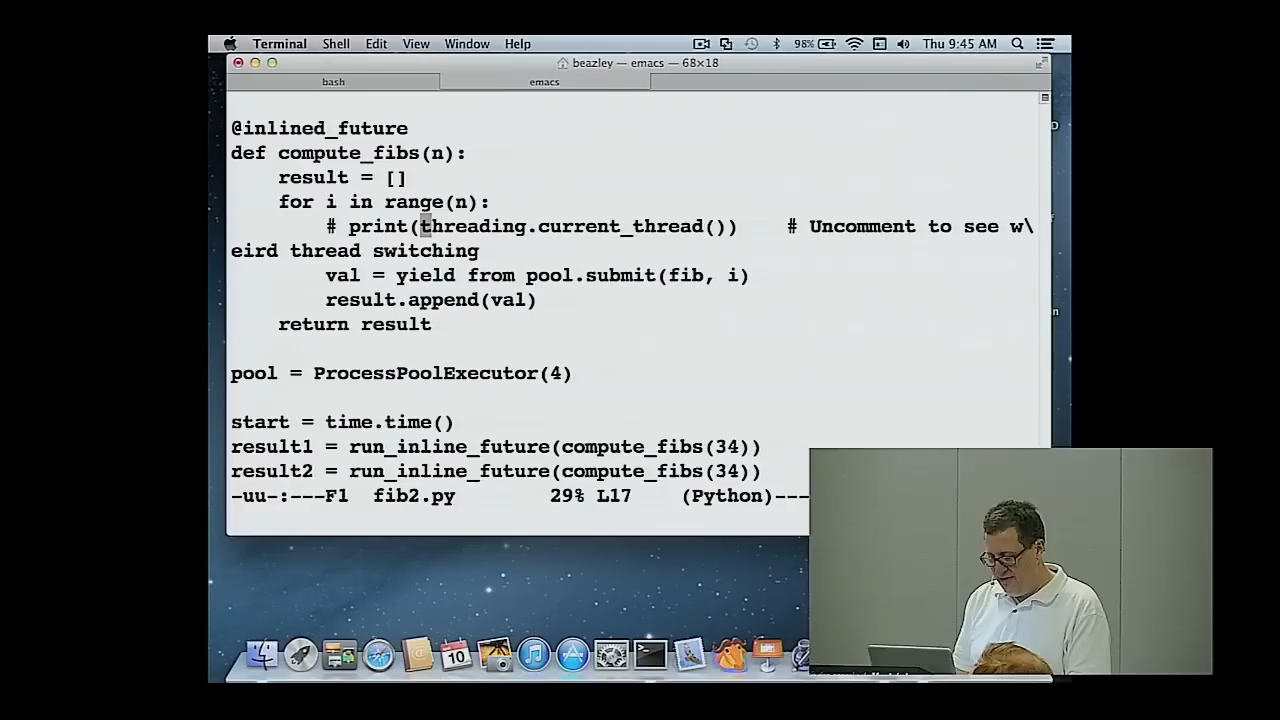 Terminal Shell Edit View Window Help 98% Thu 9:45 AM
beazley — emacs — 68×18
bash emacs
@inlined_future
def compute_fibs(n):
    result = []
    for i in range(n):
        # print(threading.current_thread())    # Uncomment to see w\
eird thread switching
        val = yield from pool.submit(fib, i)
        result.append(val)
    return result
pool = ProcessPoolExecutor(4)
start = time.time()
result1 = run_inline_future(compute_fibs(34))
result2 = run_inline_future(compute_fibs(34))
-uu-:---F1  fib2.py        29% L17    (Python)---
10